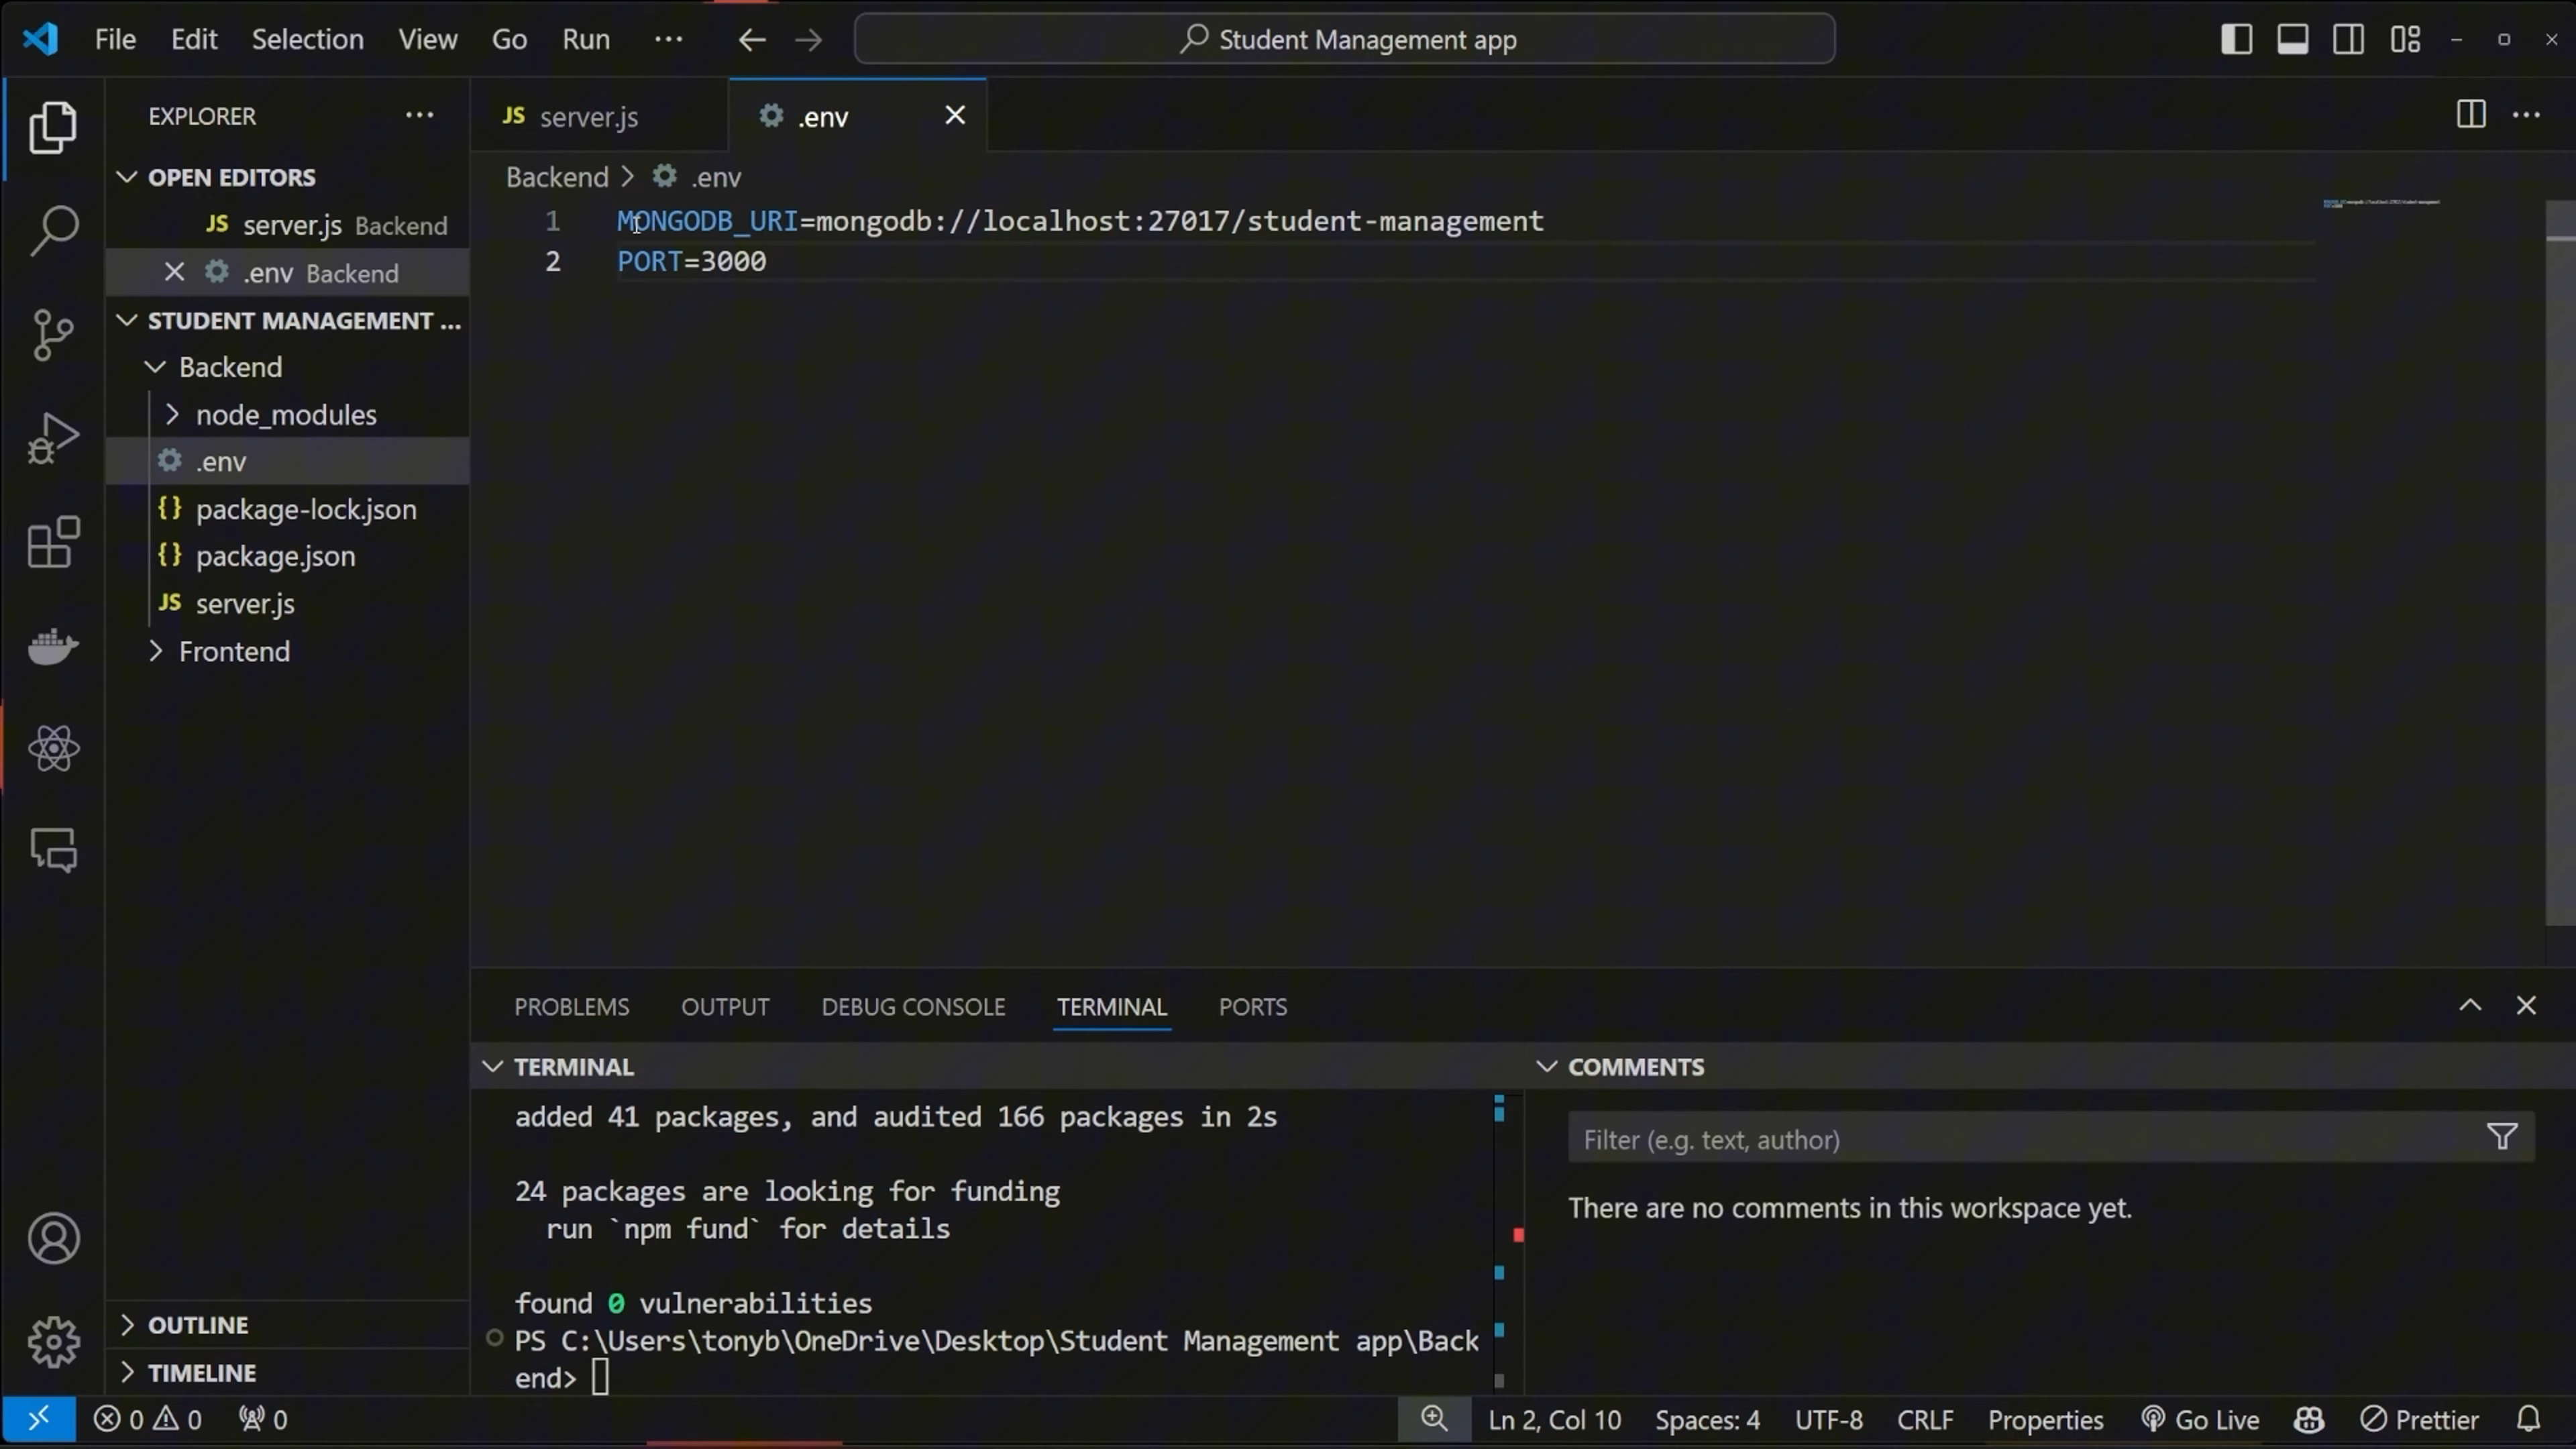 File Edit Selection View Go Run ··· Student Management app
EXPLORER ···
OPEN EDITORS
JS server.js Backend
.env Backend
STUDENT MANAGEMENT ...
Backend
node_modules
.env
{} package-lock.json
{} package.json
JS server.js
Frontend
OUTLINE
TIMELINE
JS server.js
.env
Backend > .env
1 MONGODB_URI=mongodb://localhost:27017/student-management
2 PORT=3000
PROBLEMS OUTPUT DEBUG CONSOLE TERMINAL PORTS
TERMINAL
added 41 packages, and audited 166 packages in 2s
24 packages are looking for funding
run `npm fund` for details
found 0 vulnerabilities
PS C:\Users\tonyb\OneDrive\Desktop\Student Management app\Back
end>
COMMENTS
Filter (e.g. text, author)
There are no comments in this workspace yet.
0 0 0 Ln 2, Col 10 Spaces: 4 UTF-8 CRLF Properties Go Live Prettier